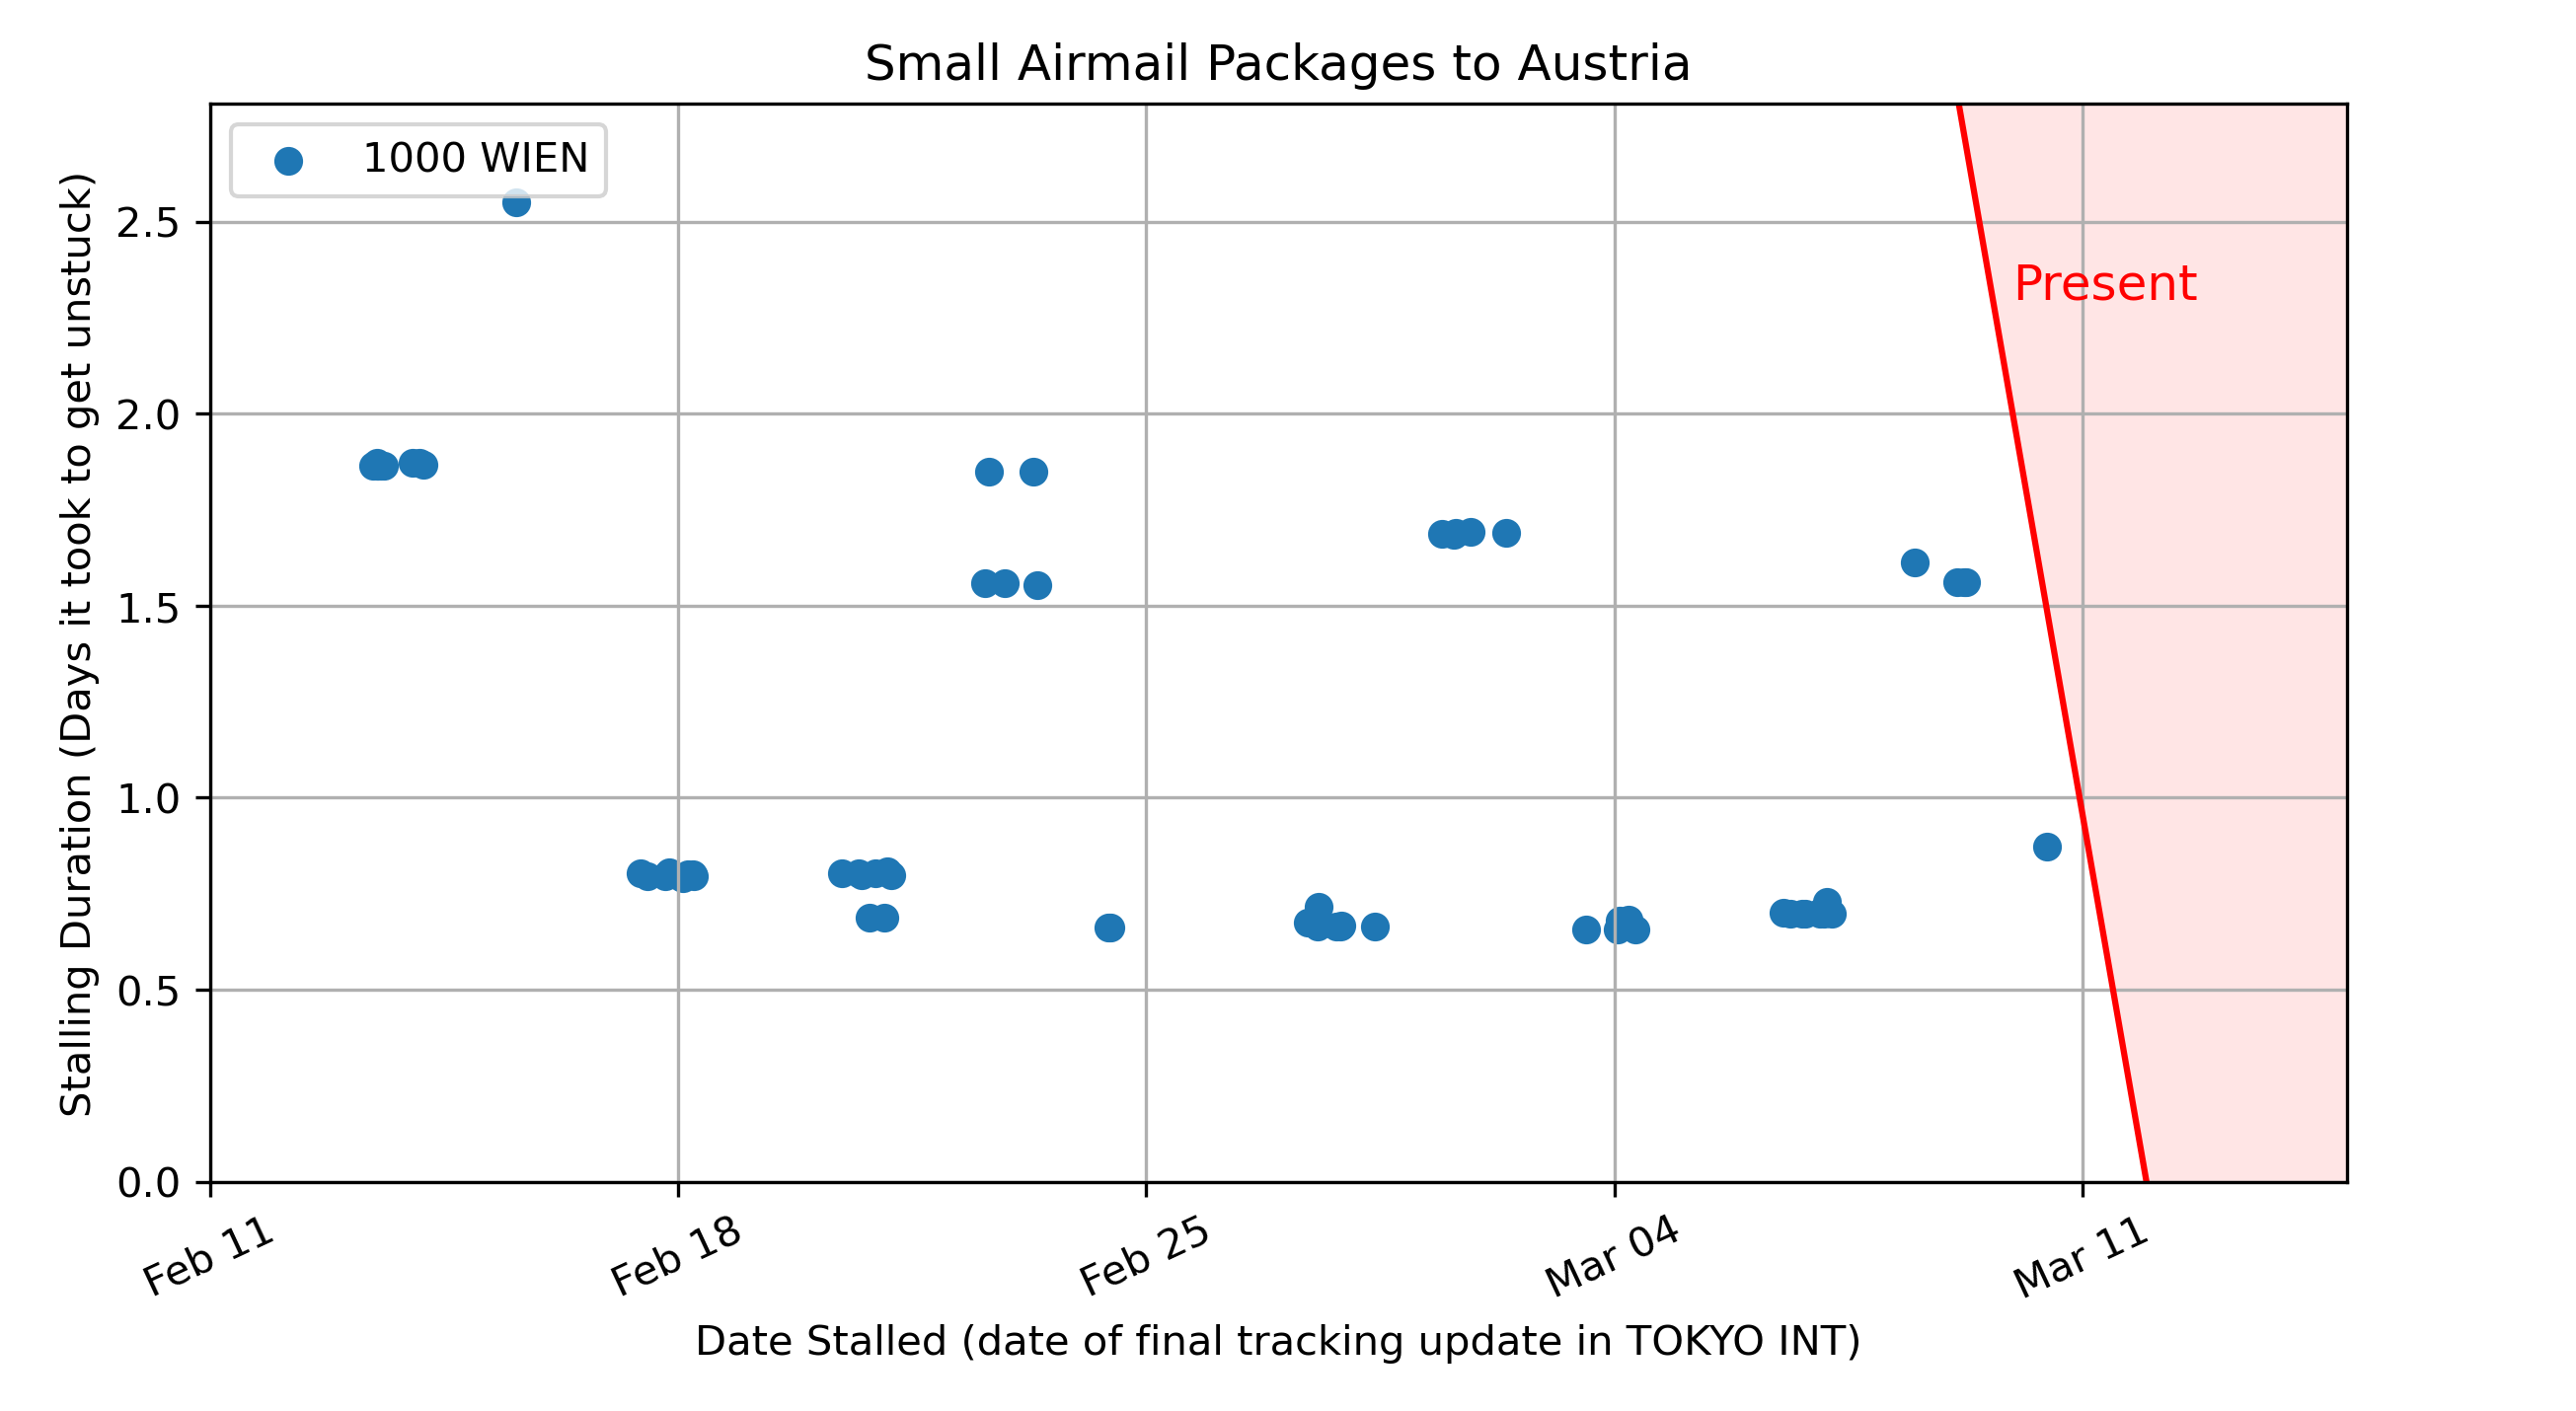 Small Airmail Packages to Austria
1000 WIEN
Present
Stalling Duration (Days it took to get unstuck)
2.5
2.0
1.5
1.0
0.5
0.0
Feb 11
Feb 18
Feb 25
Mar 04
Mar 11
Date Stalled (date of final tracking update in TOKYO INT)